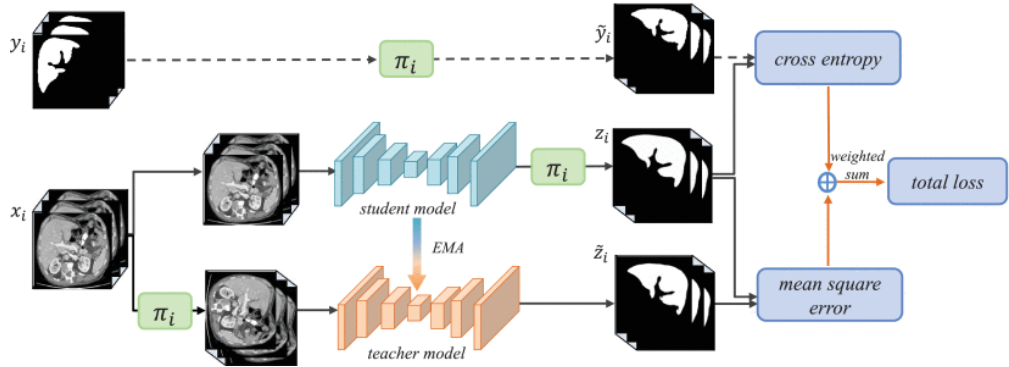 y_i
π_i
ỹ_i
cross entropy
x_i
student model
π_i
z_i
weighted
sum
total loss
EMA
π_i
teacher model
z̃_i
mean square
error